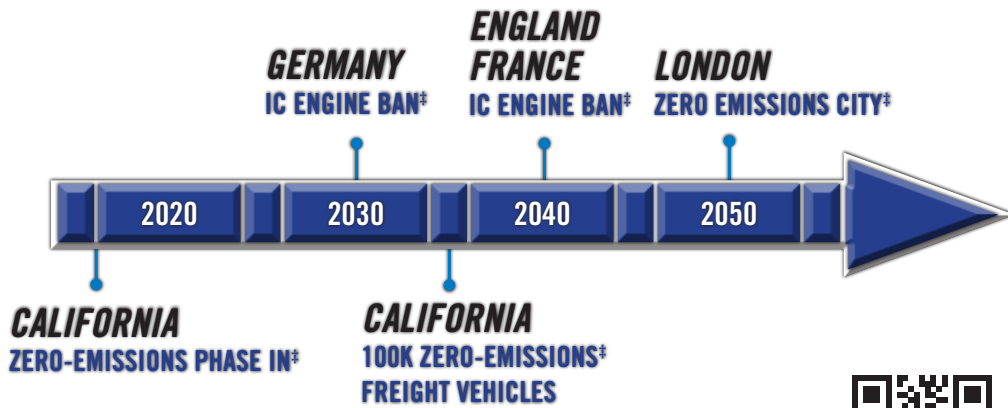 GERMANY
IC ENGINE BAN‡
ENGLAND
FRANCE
IC ENGINE BAN‡
LONDON
ZERO EMISSIONS CITY‡
2020
2030
2040
2050
CALIFORNIA
ZERO-EMISSIONS PHASE IN‡
CALIFORNIA
100K ZERO-EMISSIONS‡
FREIGHT VEHICLES